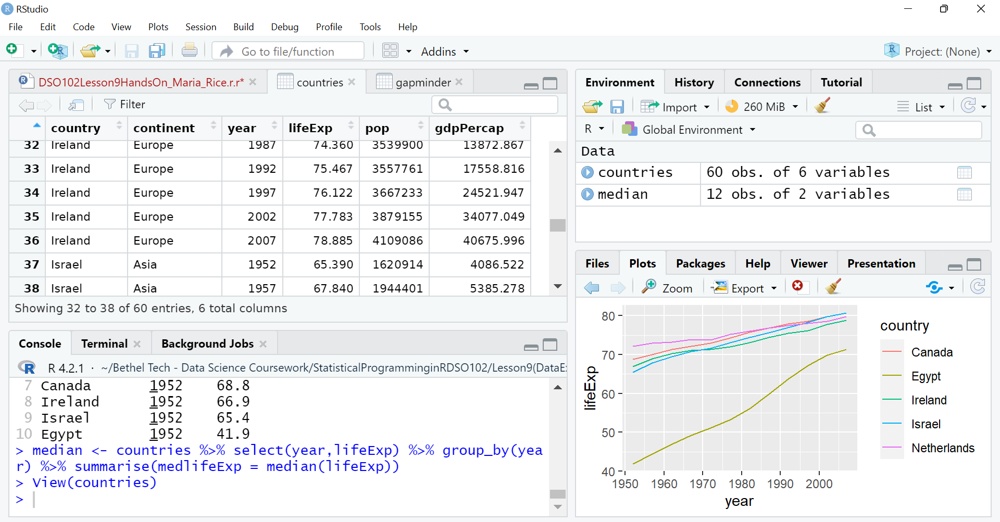 RStudio
File Edit Code View Plots Session Build Debug Profile Tools Help
Go to file/function Addins Project: (None)
DSO102Lesson9HandsOn_Maria_Rice.r.r* countries gapminder
Filter
country continent year lifeExp pop gdpPercap
32 Ireland Europe 1987 74.360 3539900 13872.867
33 Ireland Europe 1992 75.467 3557761 17558.816
34 Ireland Europe 1997 76.122 3667233 24521.947
35 Ireland Europe 2002 77.783 3879155 34077.049
36 Ireland Europe 2007 78.885 4109086 40675.996
37 Israel Asia 1952 65.390 1620914 4086.522
38 Israel Asia 1957 67.840 1944401 5385.278
Showing 32 to 38 of 60 entries, 6 total columns
Console Terminal Background Jobs
R 4.2.1 · ~/Bethel Tech - Data Science Coursework/StatisticalProgramminginRDSO102/Lesson9(DataEx
7 Canada 1952 68.8
8 Ireland 1952 66.9
9 Israel 1952 65.4
10 Egypt 1952 41.9
> median <- countries %>% select(year,lifeExp) %>% group_by(yea
r) %>% summarise(medlifeExp = median(lifeExp))
> View(countries)
>
Environment History Connections Tutorial
Import 260 MiB List
R Global Environment
Data
countries 60 obs. of 6 variables
median 12 obs. of 2 variables
Files Plots Packages Help Viewer Presentation
Zoom Export
80
70
60
50
40
1950 1960 1970 1980 1990 2000
year
lifeExp
country
Canada
Egypt
Ireland
Israel
Netherlands